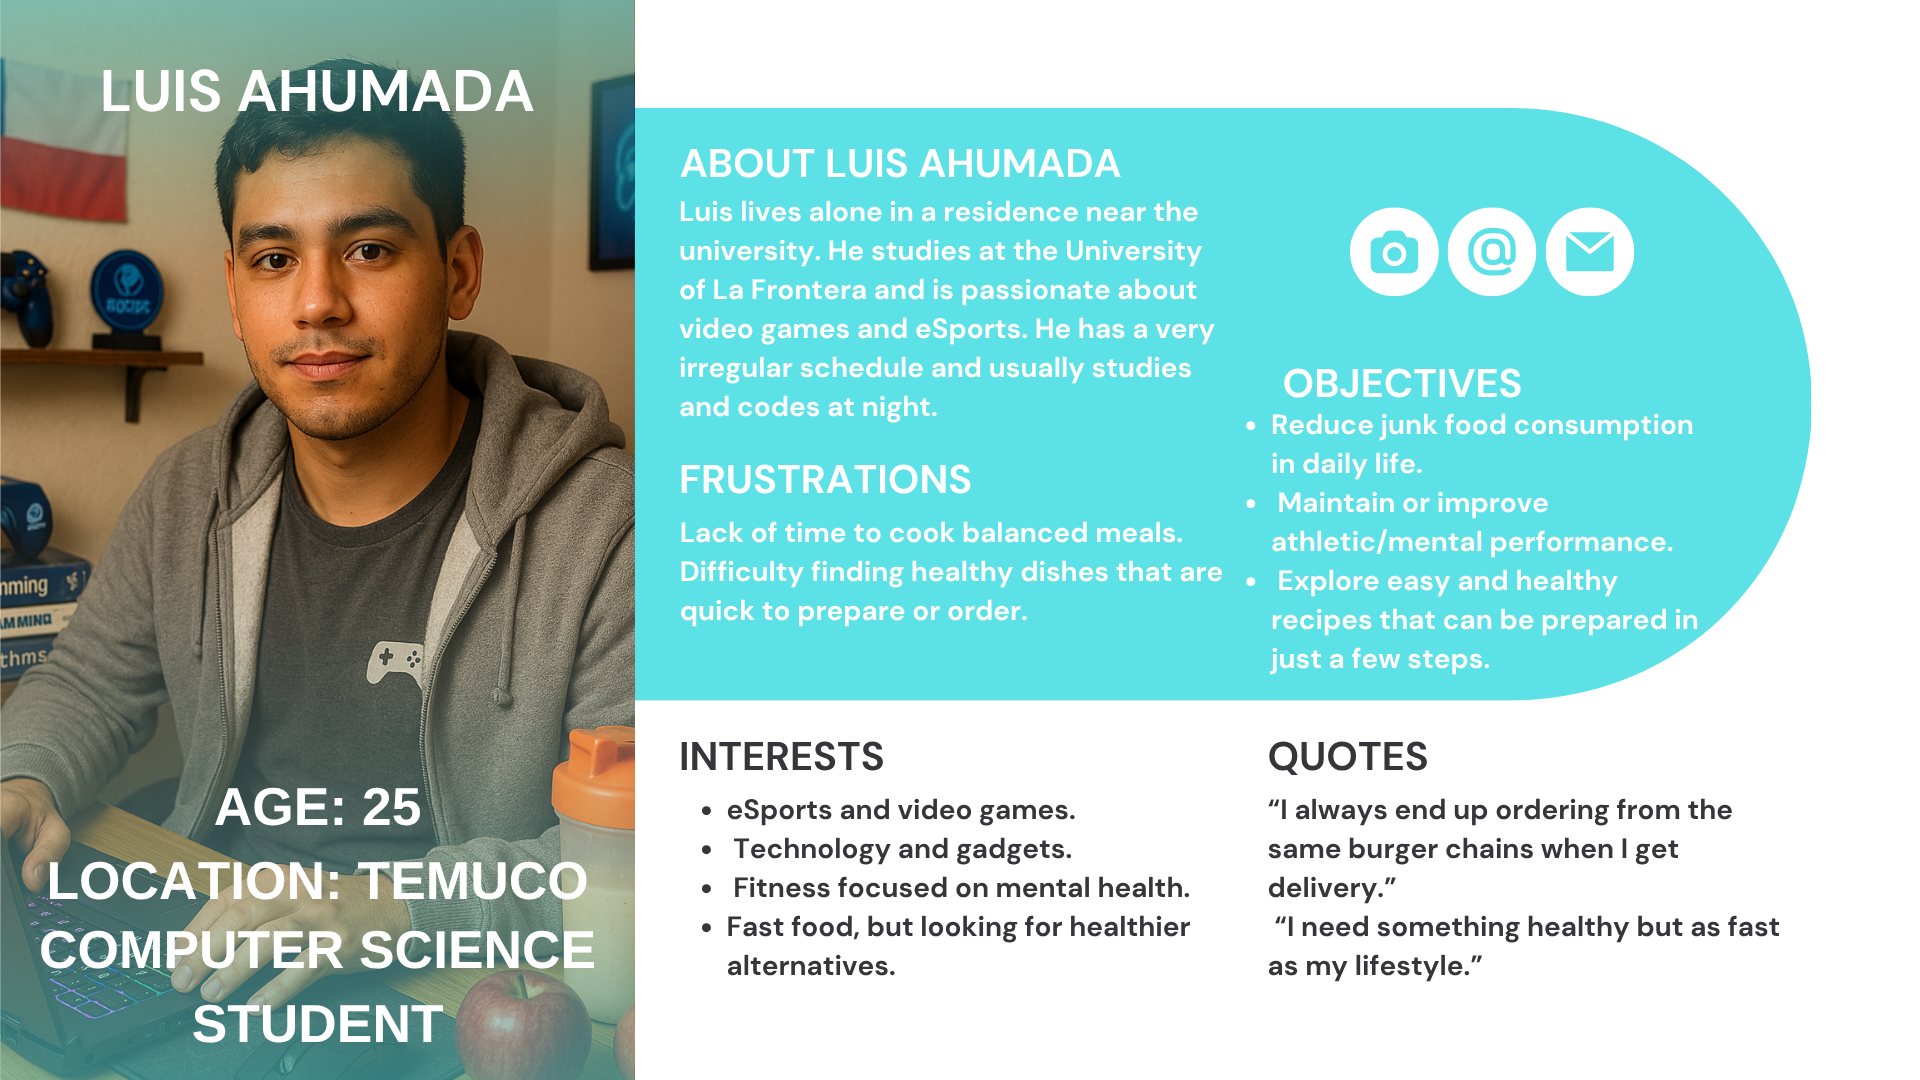 LUIS AHUMADA
mming
AMMING
thms
AGE: 25
LOCATION: TEMUCO
COMPUTER SCIENCE
STUDENT
ABOUT LUIS AHUMADA
Luis lives alone in a residence near the
university. He studies at the University
of La Frontera and is passionate about
video games and eSports. He has a very
irregular schedule and usually studies
and codes at night.
FRUSTRATIONS
Lack of time to cook balanced meals.
Difficulty finding healthy dishes that are
quick to prepare or order.
OBJECTIVES
• Reduce junk food consumption
in daily life.
• Maintain or improve
athletic/mental performance.
• Explore easy and healthy
recipes that can be prepared in
just a few steps.
INTERESTS
• eSports and video games.
• Technology and gadgets.
• Fitness focused on mental health.
• Fast food, but looking for healthier
alternatives.
QUOTES
“I always end up ordering from the
same burger chains when I get
delivery.”
“I need something healthy but as fast
as my lifestyle.”